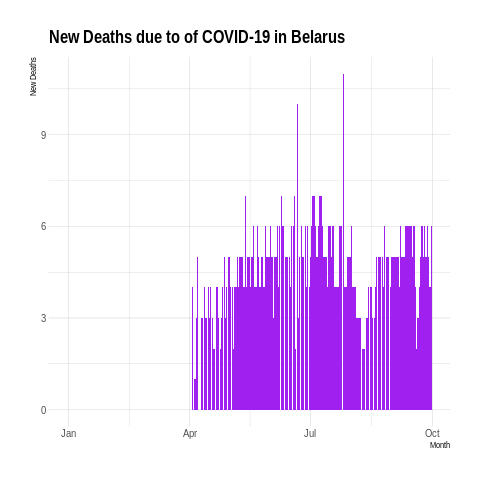 New Deaths due to of COVID-19 in Belarus
New Deaths
9
6
3
0
Jan Apr Jul Oct
Month